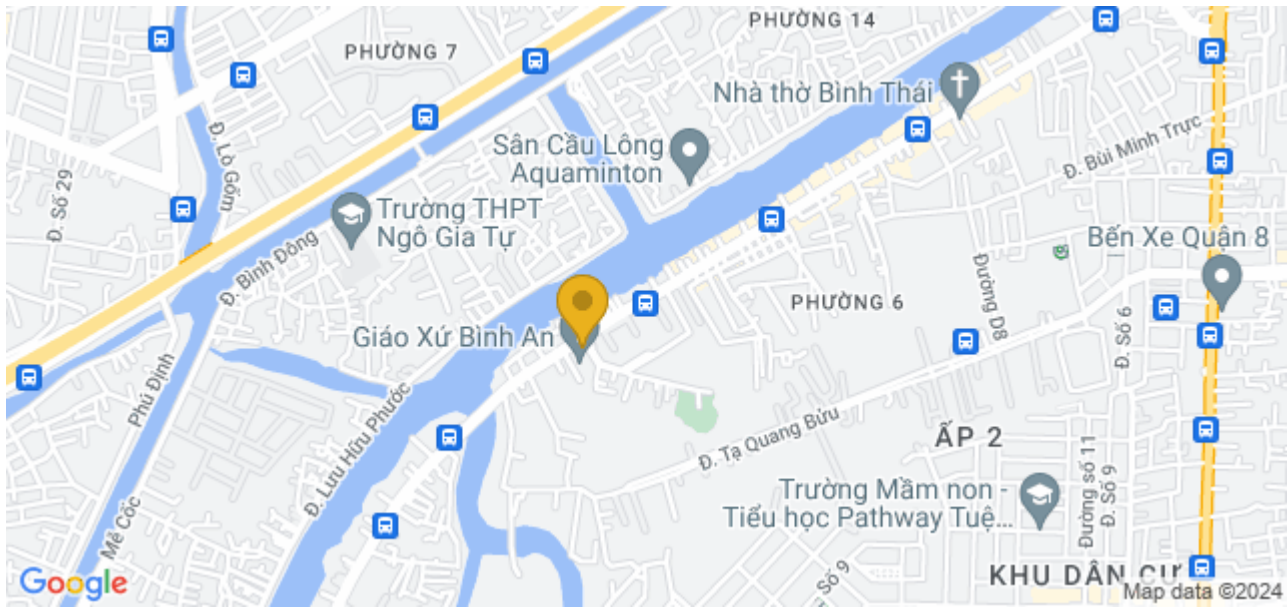 PHƯỜNG 14
PHƯỜNG 7
Nhà thờ Bình Thái
Đ. Bùi Minh Trực
Đ. Lò Gốm
Sân Cầu Lông
Aquaminton
Đ. Số 29
Trường THPT
Ngô Gia Tự
Đ. Bình Đông
Bến Xe Quận 8
Đường D8
PHƯỜNG 6
Giáo Xứ Bình An
Đ. Số 6
Phú Định
Đ. Lưu Hữu Phước
Đ. Tạ Quang Bửu
ẤP 2
Đường số 11
Đ. Số 9
Trường Mầm non -
Tiểu học Pathway Tuệ...
Mê Cốc
Số 9
KHU DÂN CƯ
Google
Map data ©2024